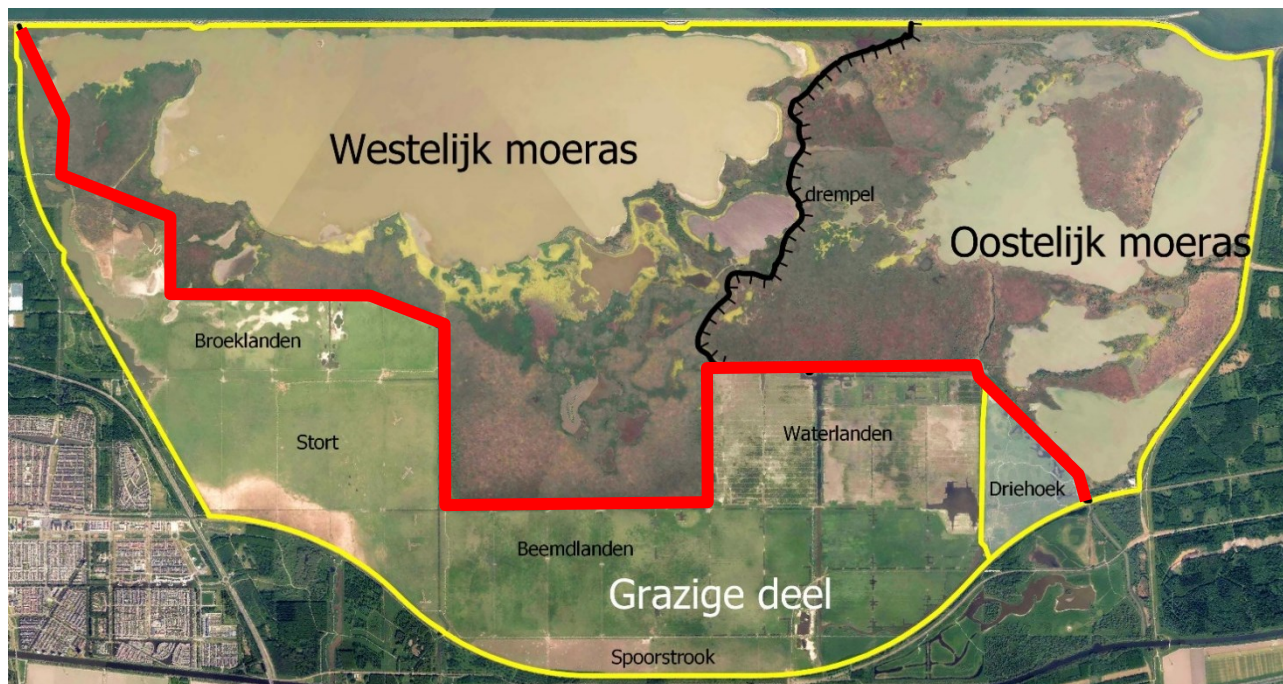 Westelijk moeras
drempel
Oostelijk moeras
Broeklanden
Stort
Waterlanden
Driehoek
Beemdlanden
Grazige deel
Spoorstrook